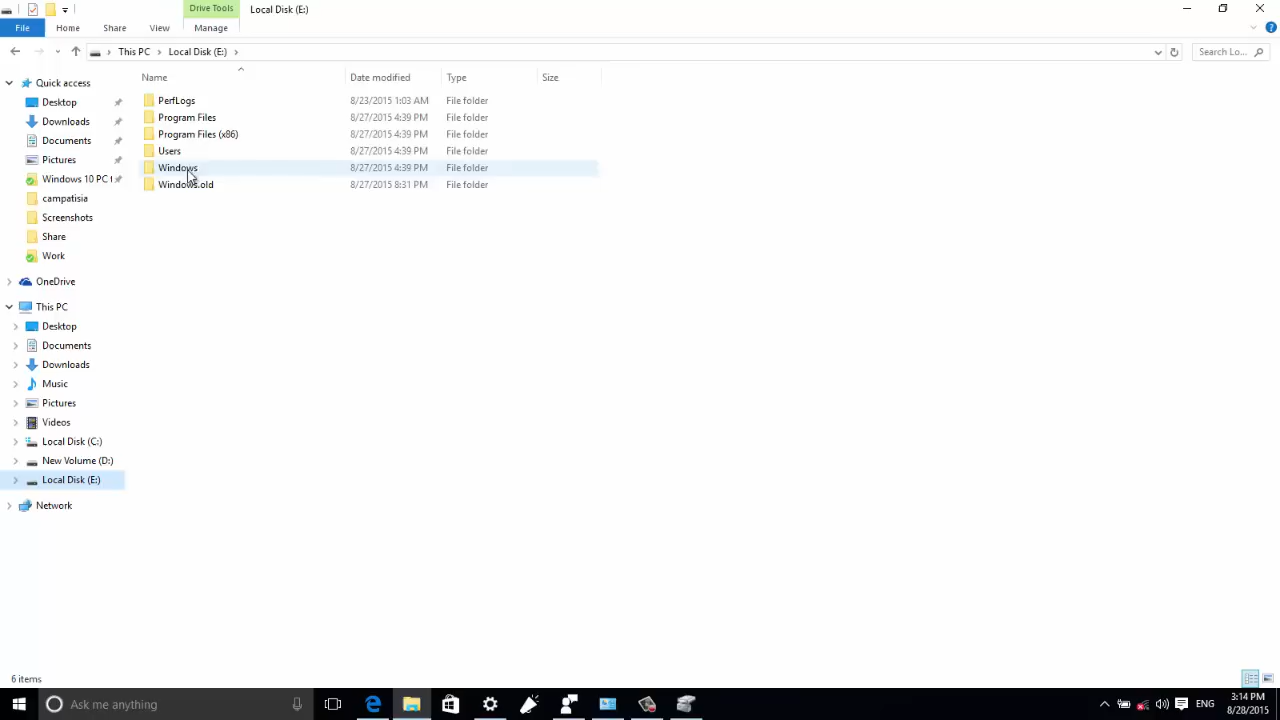 Drive Tools
Local Disk (E:)
File
Home
Share
View
Manage
This PC
Local Disk (E:)
Search Lo...
Name
Date modified
Type
Size
Quick access
Desktop
Downloads
Documents
Pictures
Windows 10 PC
campatisia
Screenshots
Share
Work
OneDrive
This PC
Desktop
Documents
Downloads
Music
Pictures
Videos
Local Disk (C:)
New Volume (D:)
Local Disk (E:)
Network
PerfLogs 8/23/2015 1:03 AM File folder
Program Files 8/27/2015 4:39 PM File folder
Program Files (x86) 8/27/2015 4:39 PM File folder
Users 8/27/2015 4:39 PM File folder
Windows 8/27/2015 4:39 PM File folder
Windows.old 8/27/2015 8:31 PM File folder
6 items
Ask me anything
ENG
3:14 PM
8/28/2015